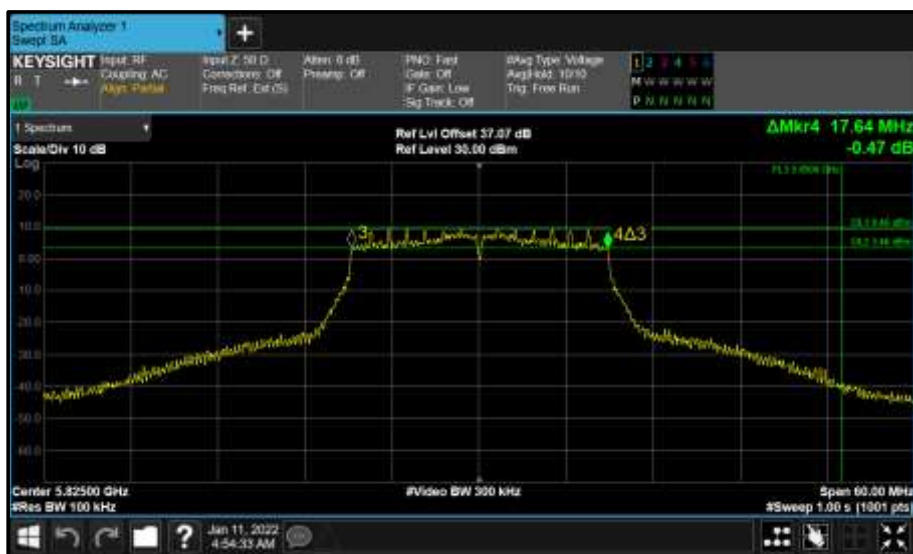 Spectrum Analyzer 1
Swept SA
+
KEYSIGHT Input: RF
R T Coupling: AC
Align: Partial
Input Z: 50 Ω
Corrections: Off
Freq Ref: Ext (S)
Atten: 0 dB
Preamp: Off
PNO: Fast
Gate: Off
IF Gain: Low
Sig Track: Off
#Avg Type: Voltage
Avg|Hold: 10/10
Trig: Free Run
1 2 3 4 5 6
M W W W W W
P N N N N N
1 Spectrum
Scale/Div 10 dB
Log
Ref Lvl Offset 37.07 dB
Ref Level 30.00 dBm
ΔMkr4 17.64 MHz
-0.47 dB
20.0
10.0
0.00
-10.0
-20.0
-30.0
-40.0
-50.0
-60.0
3
4Δ3
Center 5.82500 GHz
#Res BW 100 kHz
#Video BW 300 kHz
Span 60.00 MHz
#Sweep 1.00 s (1001 pts)
?
Jan 11, 2022
4:54:33 AM